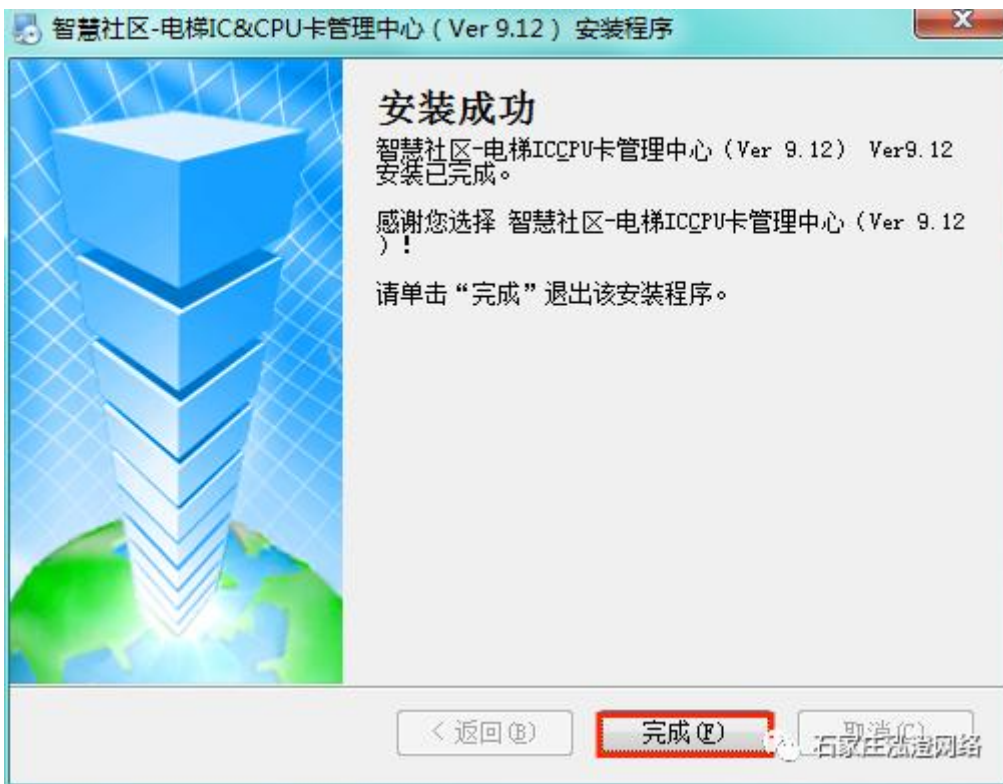 智慧社区-电梯IC&CPU卡管理中心（Ver 9.12） 安装程序
X
安装成功
智慧社区-电梯ICCPU卡管理中心（Ver 9.12） Ver9.12
安装已完成。
感谢您选择 智慧社区-电梯ICCPU卡管理中心（Ver 9.12
）！
请单击“完成”退出该安装程序。
< 返回(B) 完成(F) 取消(C)
石家庄泓澄网络